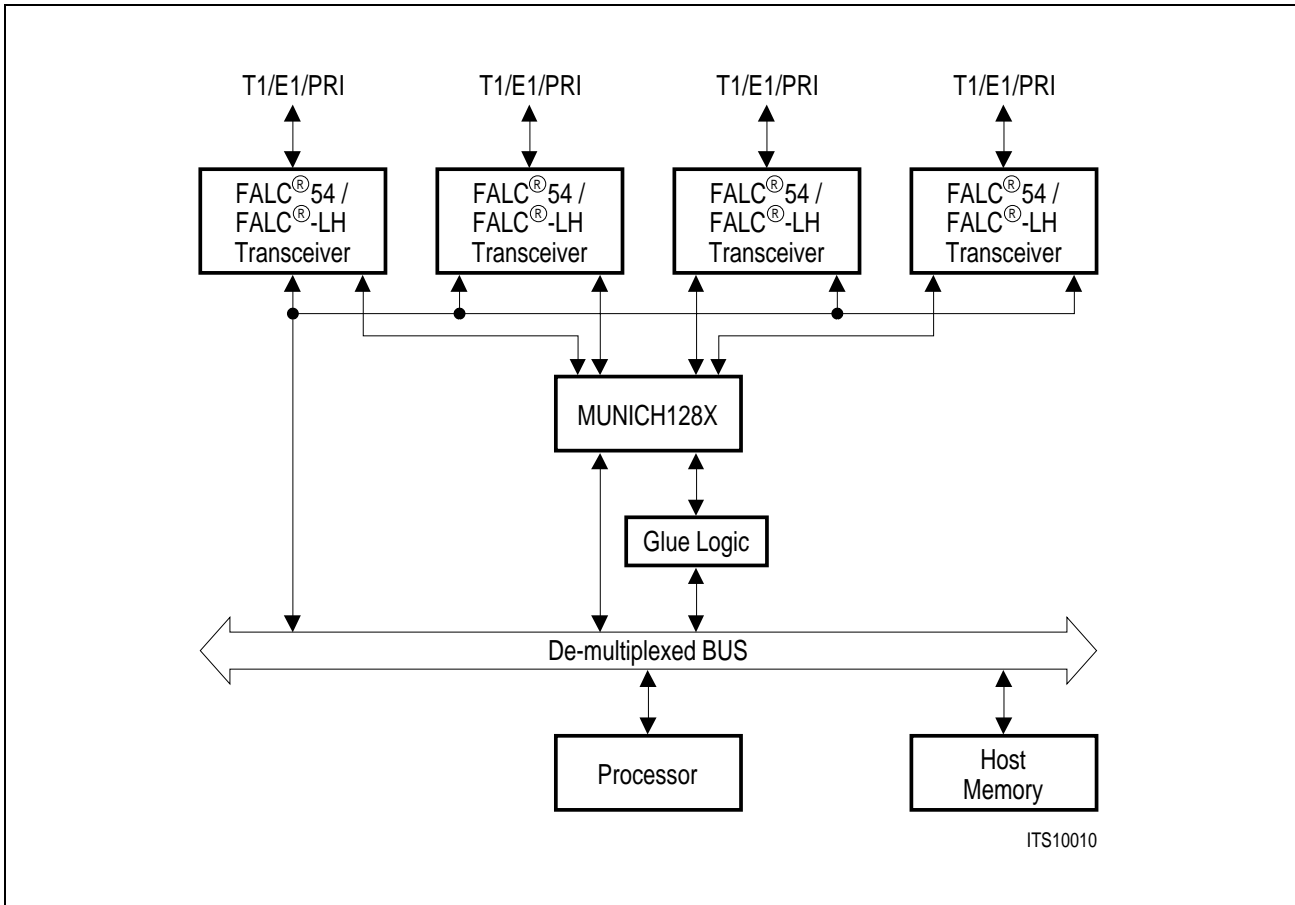 T1/E1/PRI T1/E1/PRI T1/E1/PRI T1/E1/PRI
FALC®54 /
FALC®-LH
Transceiver
FALC®54 /
FALC®-LH
Transceiver
FALC®54 /
FALC®-LH
Transceiver
FALC®54 /
FALC®-LH
Transceiver
MUNICH128X
Glue Logic
De-multiplexed BUS
Processor
Host
Memory
ITS10010